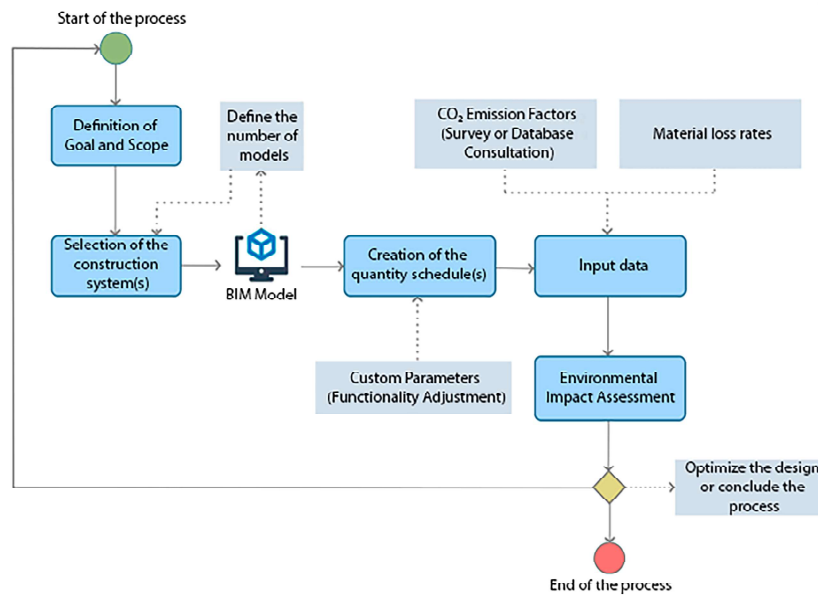 Start of the process
Definition of
Goal and Scope
Define the
number of
models
CO₂ Emission Factors
(Survey or Database
Consultation)
Material loss rates
Selection of the
construction
system(s)
BIM Model
Creation of the
quantity schedule(s)
Input data
Custom Parameters
(Functionality Adjustment)
Environmental
Impact Assessment
Optimize the design
or conclude the
process
End of the process